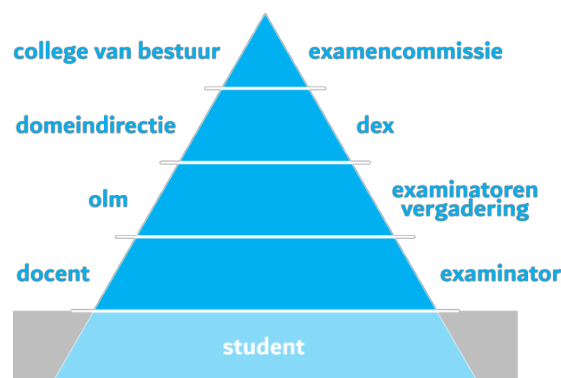 college van bestuur
examencommissie
domeindirectie
dex
olm
examinatoren
vergadering
docent
examinator
student